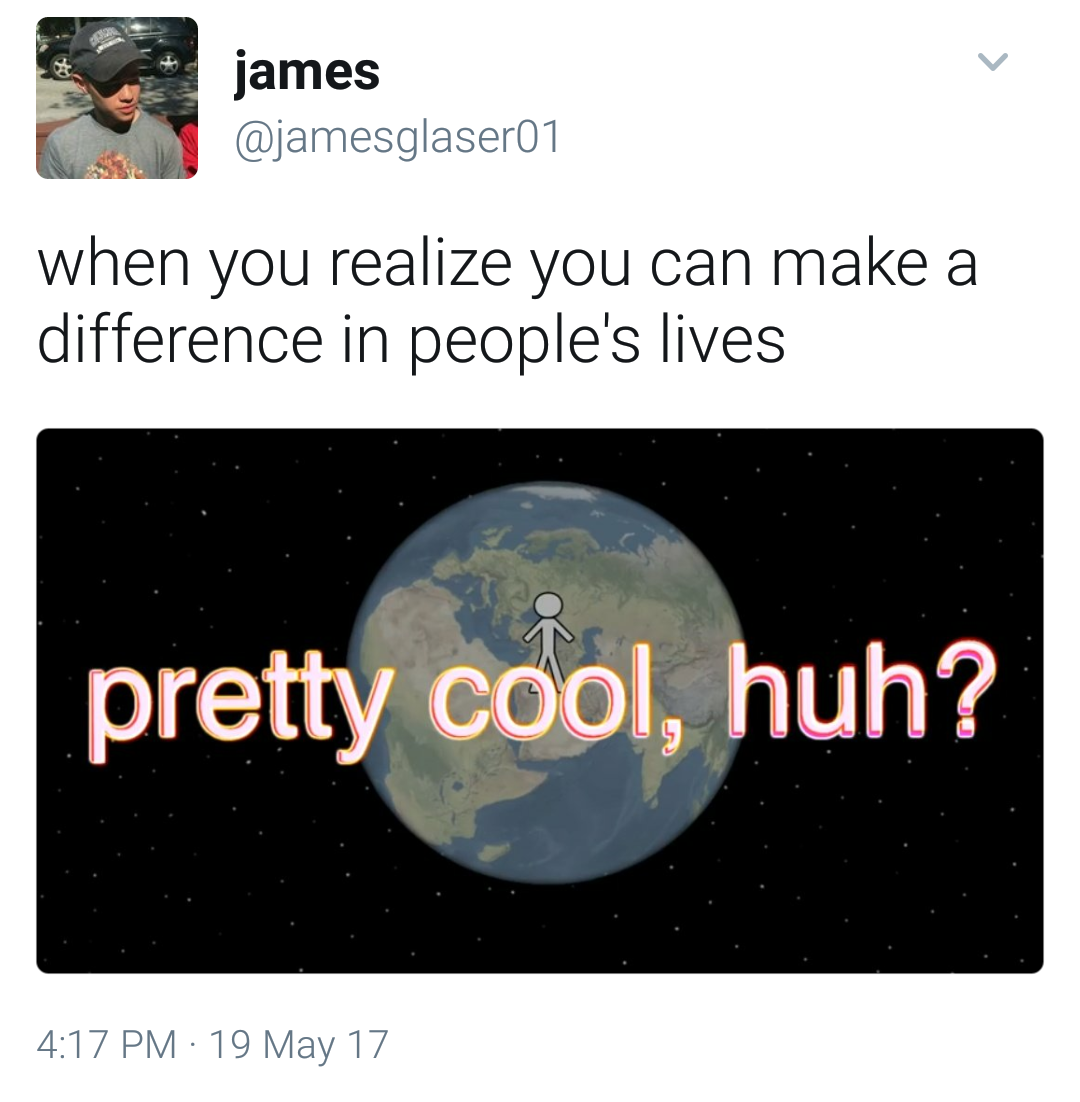 james
@jamesglaser01
when you realize you can make a
difference in people's lives
pretty cool, huh?
4:17 PM · 19 May 17